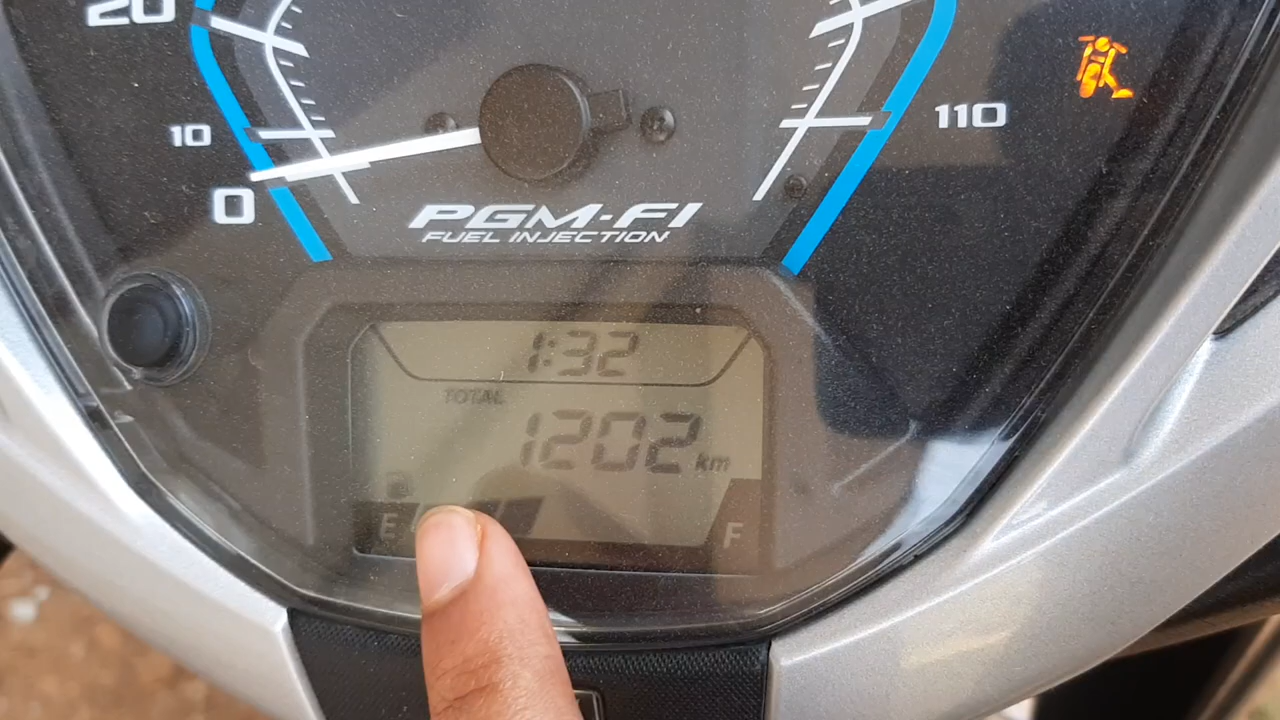 20
10
0
110
PGM-FI
FUEL INJECTION
1:32
TOTAL
1202 km
E F